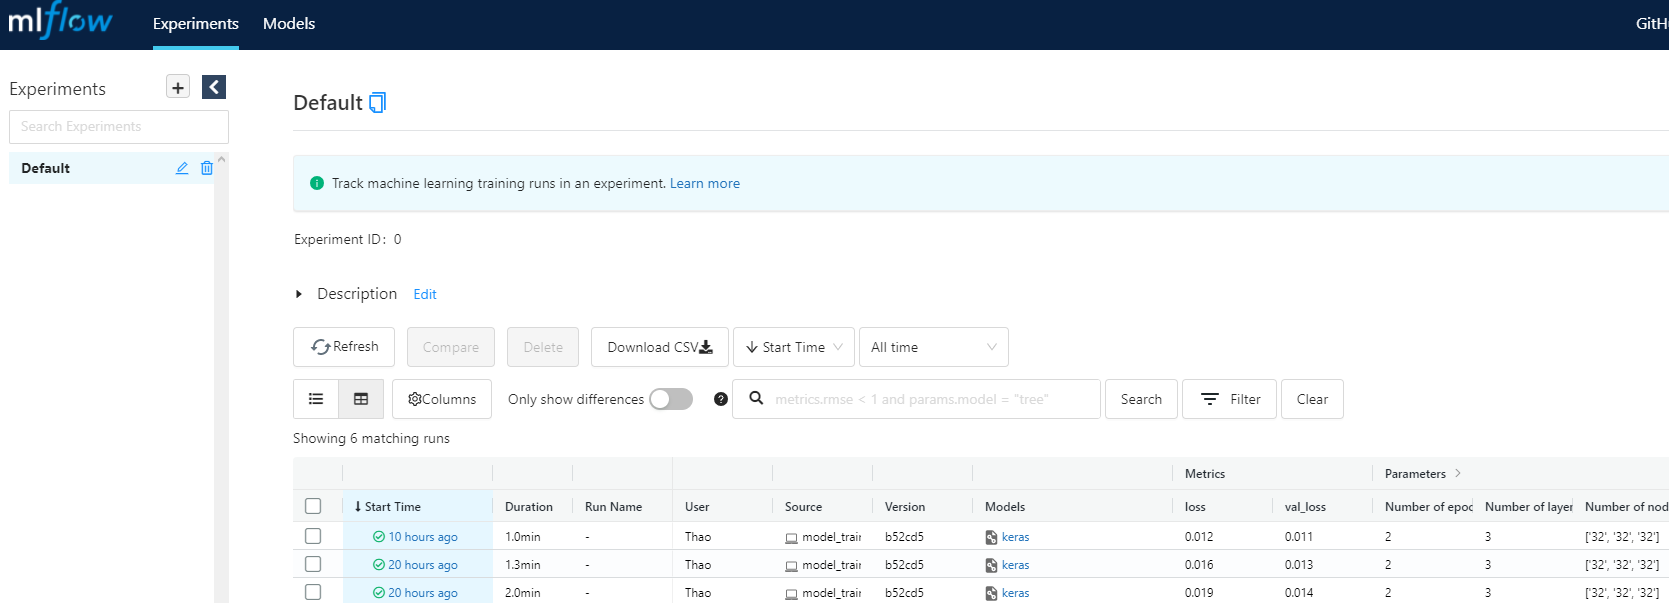 mlflow Experiments Models GitH
Experiments +
Search Experiments
Default
Default
Track machine learning training runs in an experiment. Learn more
Experiment ID: 0
Description Edit
Refresh Compare Delete Download CSV Start Time All time
Columns Only show differences ? metrics.rmse < 1 and params.model = "tree" Search Filter Clear
Showing 6 matching runs
Metrics Parameters >
↓ Start Time Duration Run Name User Source Version Models loss val_loss Number of epoc Number of layer Number of nod
10 hours ago 1.0min - Thao model_trair b52cd5 keras 0.012 0.011 2 3 ['32', '32', '32']
20 hours ago 1.3min - Thao model_trair b52cd5 keras 0.016 0.013 2 3 ['32', '32', '32']
20 hours ago 2.0min - Thao model_trair b52cd5 keras 0.019 0.014 2 3 ['32', '32', '32']